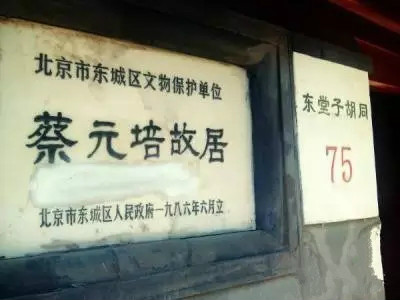 北京市东城区文物保护单位
蔡元培故居
北京市东城区人民政府一九八六年六月立
东堂子胡同
75